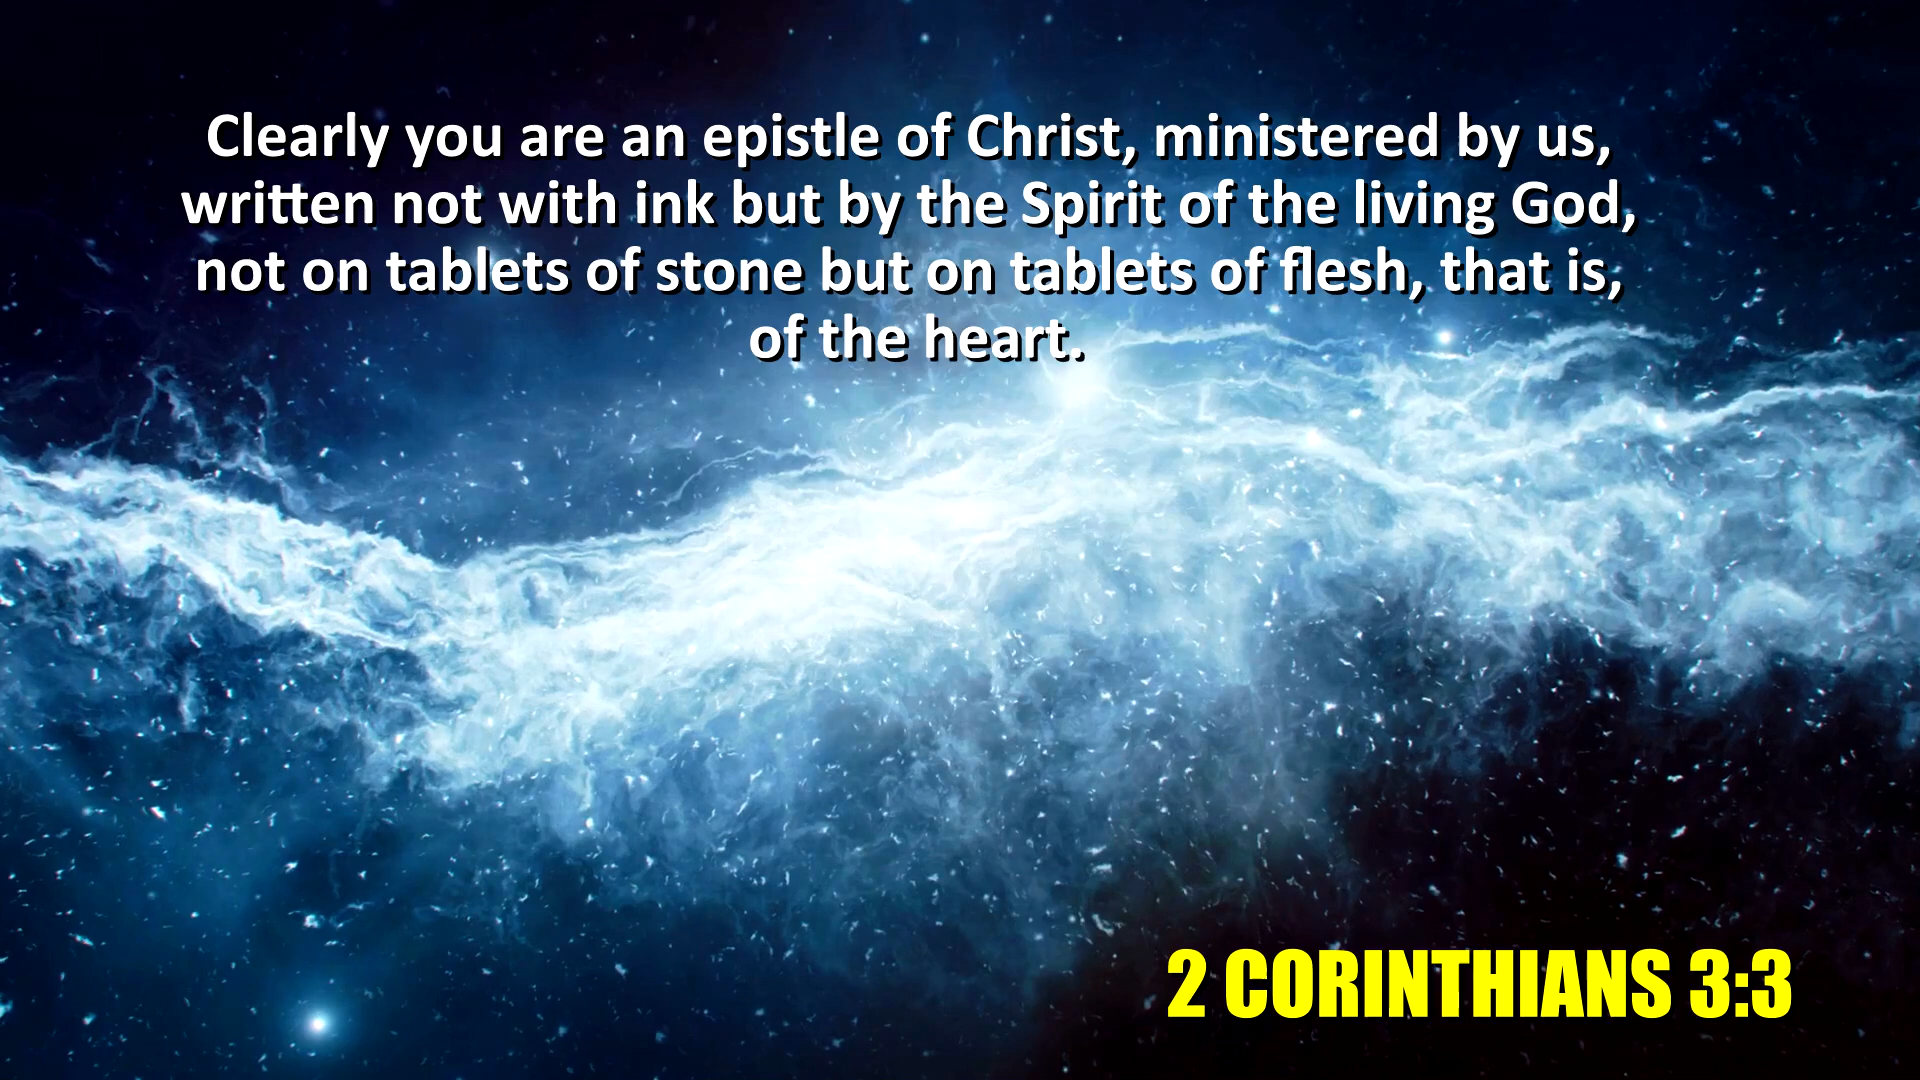 Clearly you are an epistle of Christ, ministered by us,
written not with ink but by the Spirit of the living God,
not on tablets of stone but on tablets of flesh, that is,
of the heart.
2 CORINTHIANS 3:3